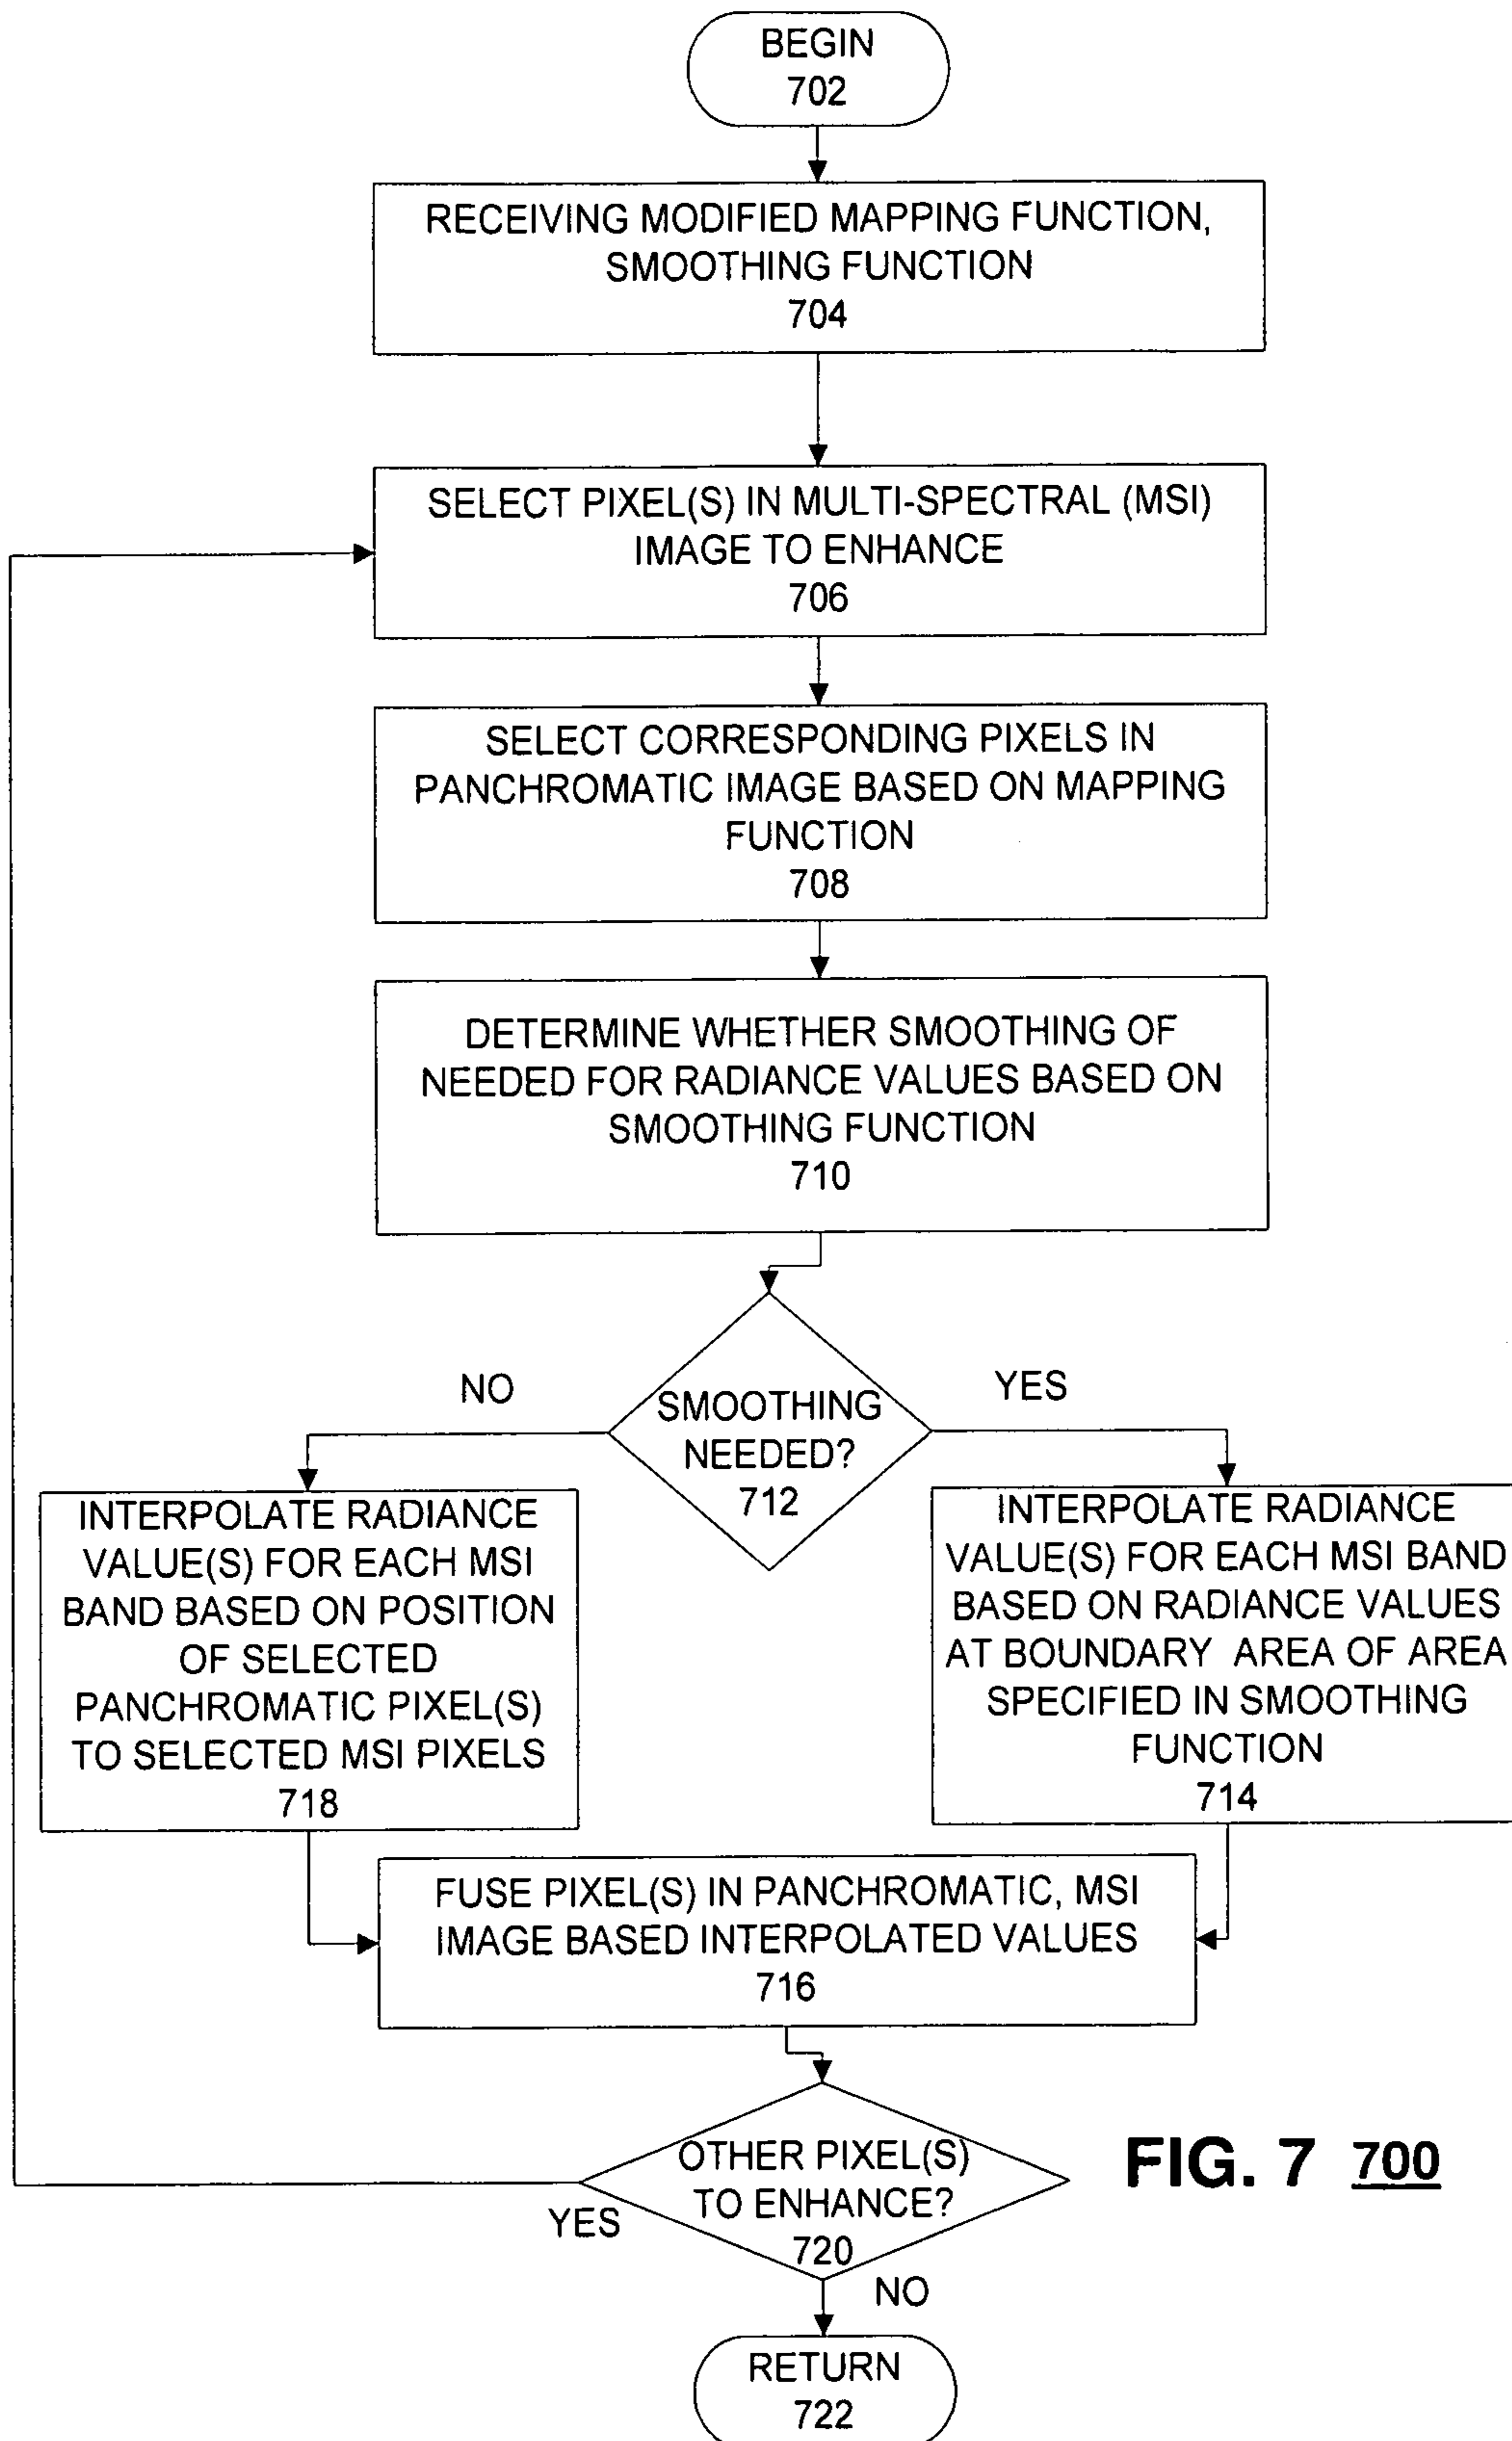 BEGIN
702
RECEIVING MODIFIED MAPPING FUNCTION,
SMOOTHING FUNCTION
704
SELECT PIXEL(S) IN MULTI-SPECTRAL (MSI)
IMAGE TO ENHANCE
706
SELECT CORRESPONDING PIXELS IN
PANCHROMATIC IMAGE BASED ON MAPPING
FUNCTION
708
DETERMINE WHETHER SMOOTHING OF
NEEDED FOR RADIANCE VALUES BASED ON
SMOOTHING FUNCTION
710
NO
YES
SMOOTHING
NEEDED?
712
INTERPOLATE RADIANCE
VALUE(S) FOR EACH MSI
BAND BASED ON POSITION
OF SELECTED
PANCHROMATIC PIXEL(S)
TO SELECTED MSI PIXELS
718
INTERPOLATE RADIANCE
VALUE(S) FOR EACH MSI BAND
BASED ON RADIANCE VALUES
AT BOUNDARY AREA OF AREA
SPECIFIED IN SMOOTHING
FUNCTION
714
FUSE PIXEL(S) IN PANCHROMATIC, MSI
IMAGE BASED INTERPOLATED VALUES
716
OTHER PIXEL(S)
TO ENHANCE?
720
YES
NO
FIG. 7 700
RETURN
722